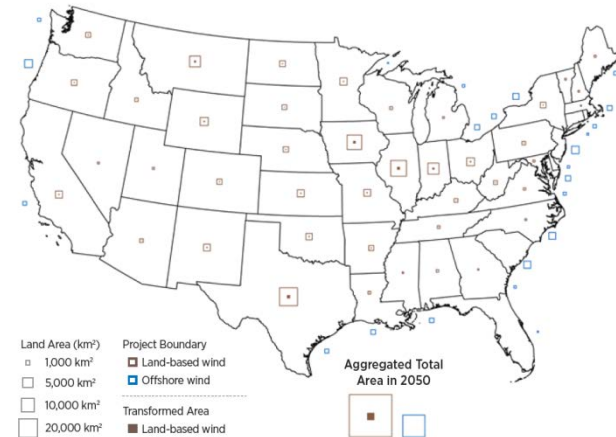 Land Area (km²)
1,000 km²
5,000 km²
10,000 km²
20,000 km²
Project Boundary
Land-based wind
Offshore wind
Transformed Area
Land-based wind
Aggregated Total
Area in 2050